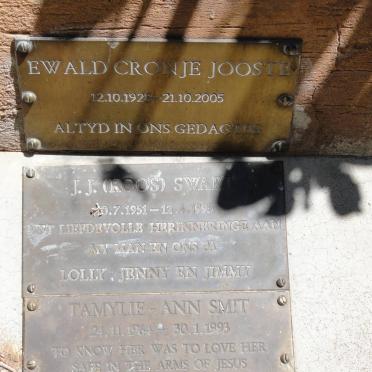 EWALD CRONJE JOOSTE
12.10.1928 - 21.10.2005
ALTYD IN ONS GEDAGTES
J. J. (KOOS) SWART
LIEFDEVOLLE HERINNERINGE AAN
MY MAN EN ONS PA
LOLLY, JENNY EN JIMMY
TAMYLIE - ANN SMIT
24.11.1964 - 30.1.1993
TO KNOW HER WAS TO LOVE HER
SAFE IN THE ARMS OF JESUS